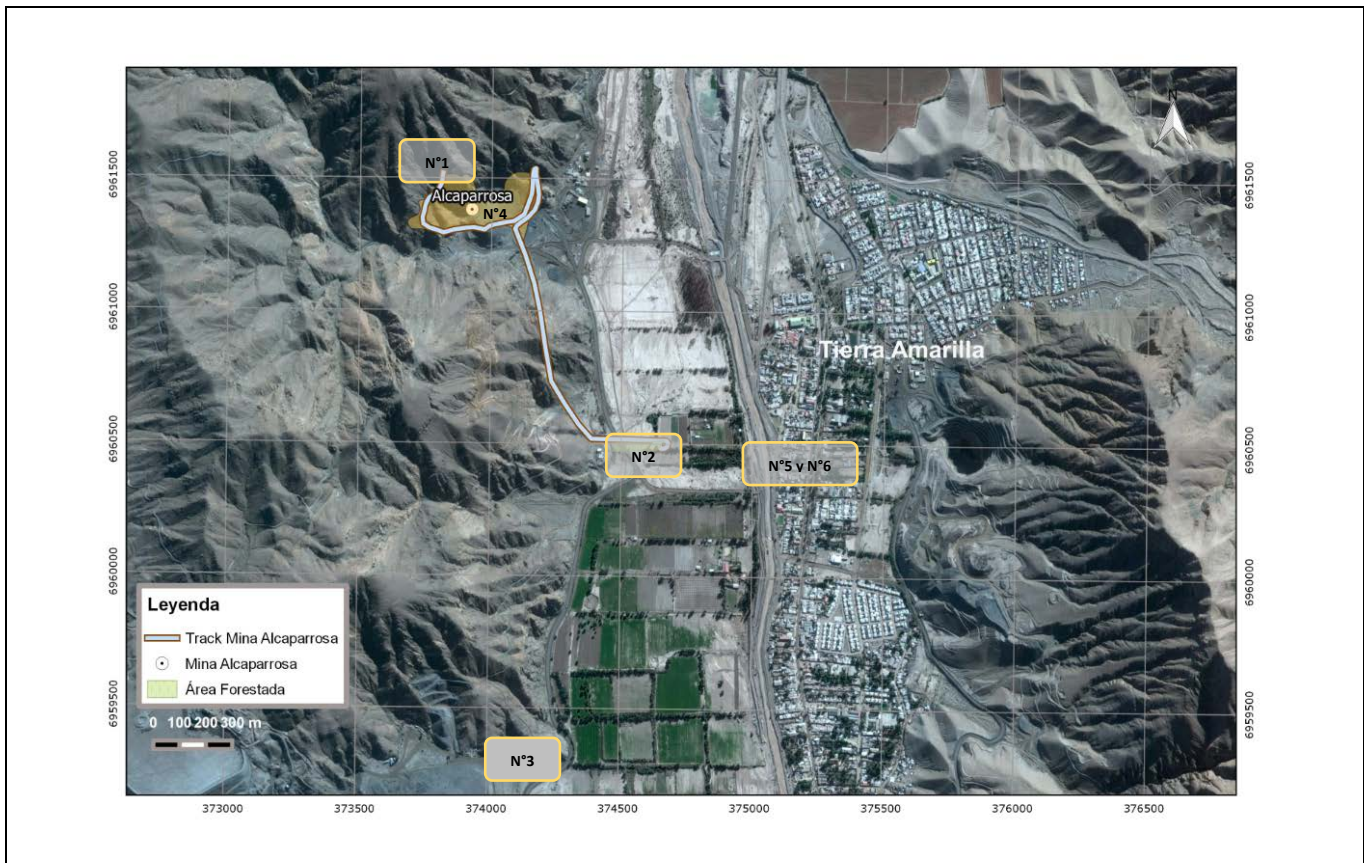 N
N°1
Alcaparrosa
N°4
Tierra Amarilla
N°2
N°5 y N°6
N°3
Leyenda
Track Mina Alcaparrosa
Mina Alcaparrosa
Área Forestada
0 100 200 300 m
6961500
6961000
6960500
6960000
6959500
6961500
6961000
6960500
6960000
6959500
373000 373500 374000 374500 375000 375500 376000 376500